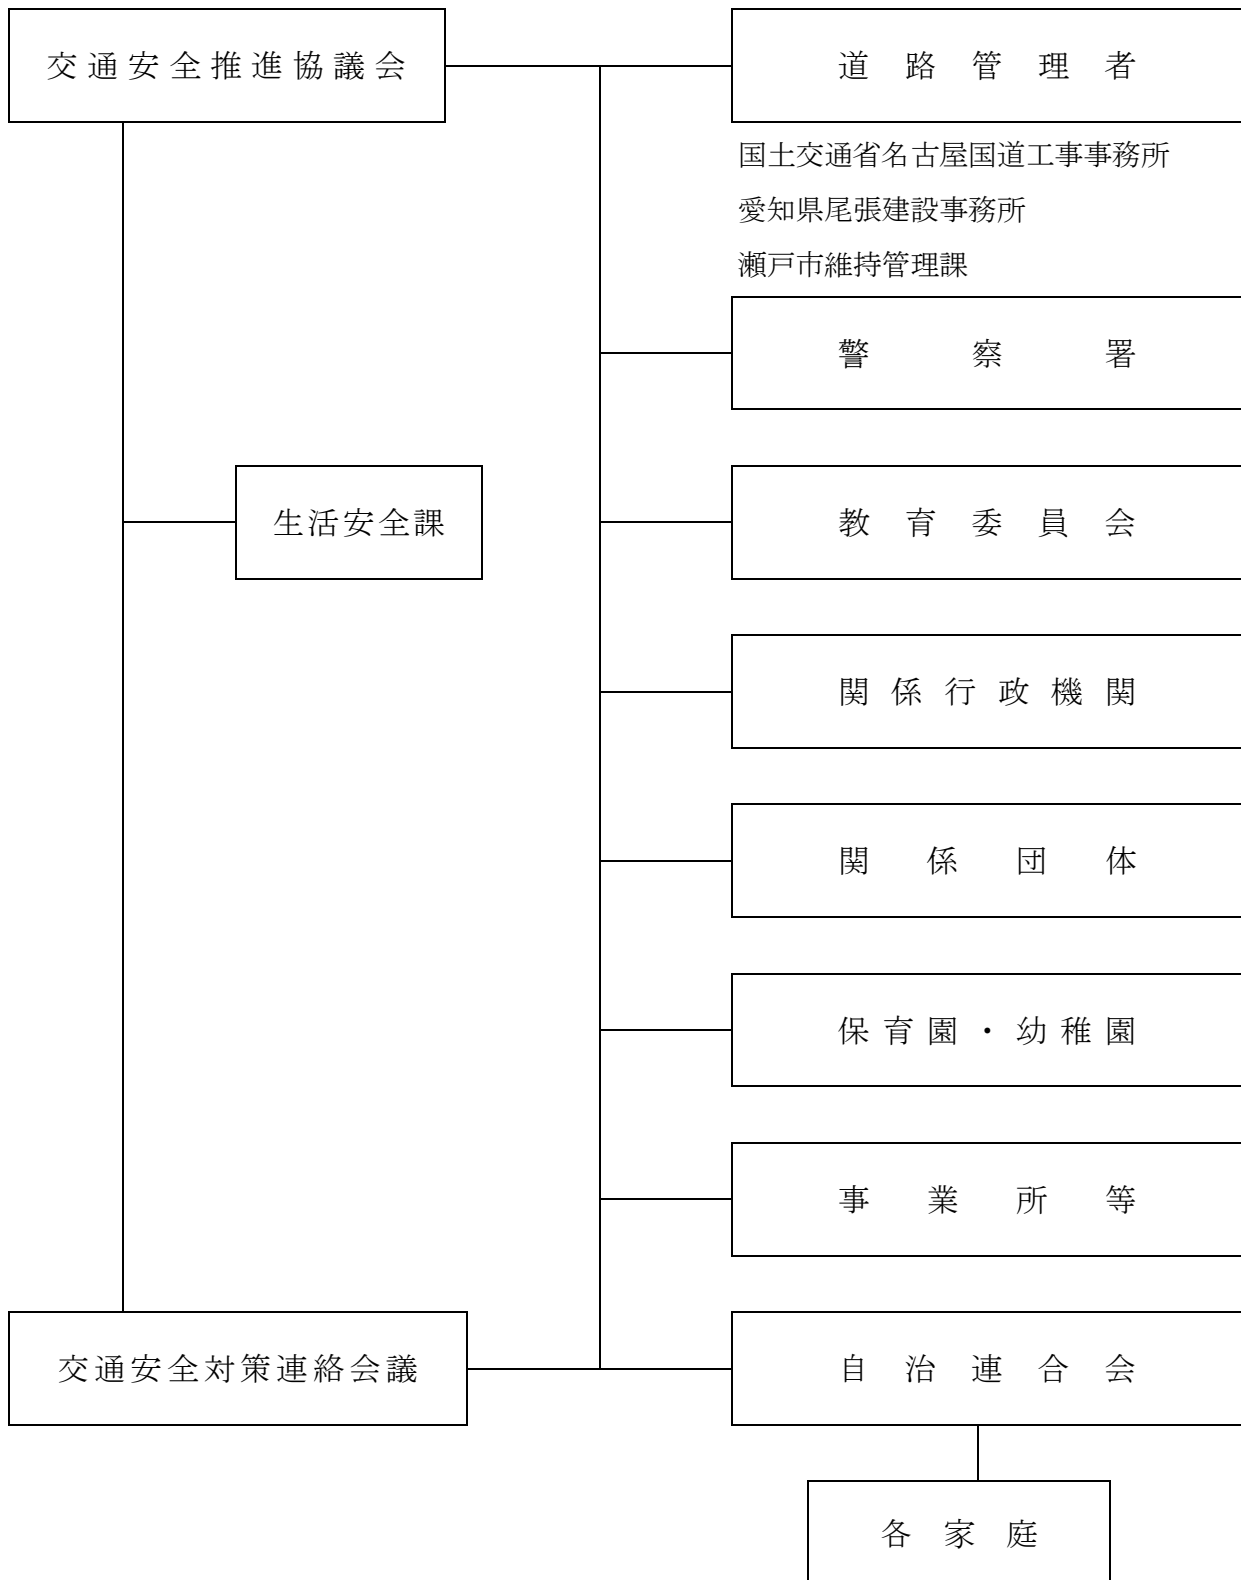 交通安全推進協議会
道路管理者
国土交通省名古屋国道工事事務所
愛知県尾張建設事務所
瀬戸市維持管理課
警察署
生活安全課
教育委員会
関係行政機関
関係団体
保育園・幼稚園
事業所等
交通安全対策連絡会議
自治連合会
各家庭